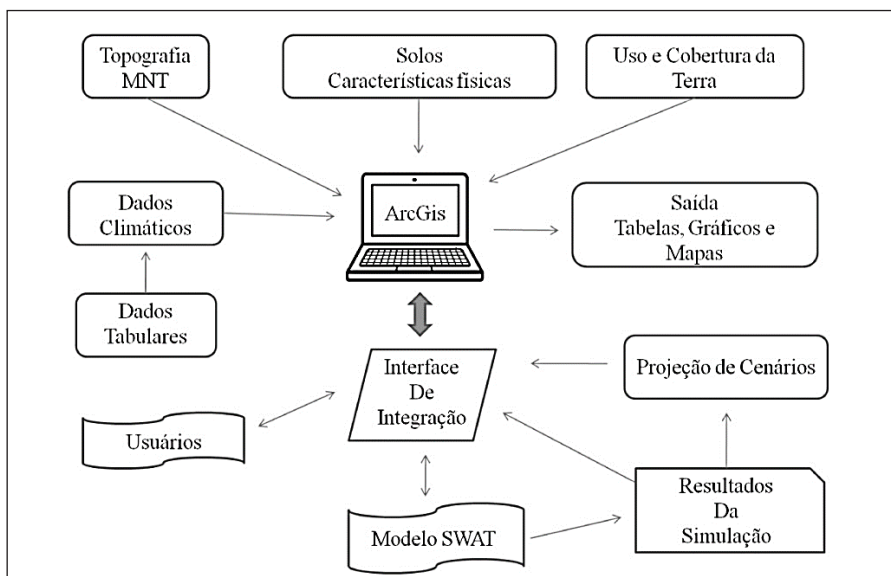 Topografia
MNT
Solos
Características físicas
Uso e Cobertura da
Terra
Dados
Climáticos
ArcGis
Saída
Tabelas, Gráficos e
Mapas
Dados
Tabulares
Interface
De
Integração
Projeção de Cenários
Usuários
Modelo SWAT
Resultados
Da
Simulação